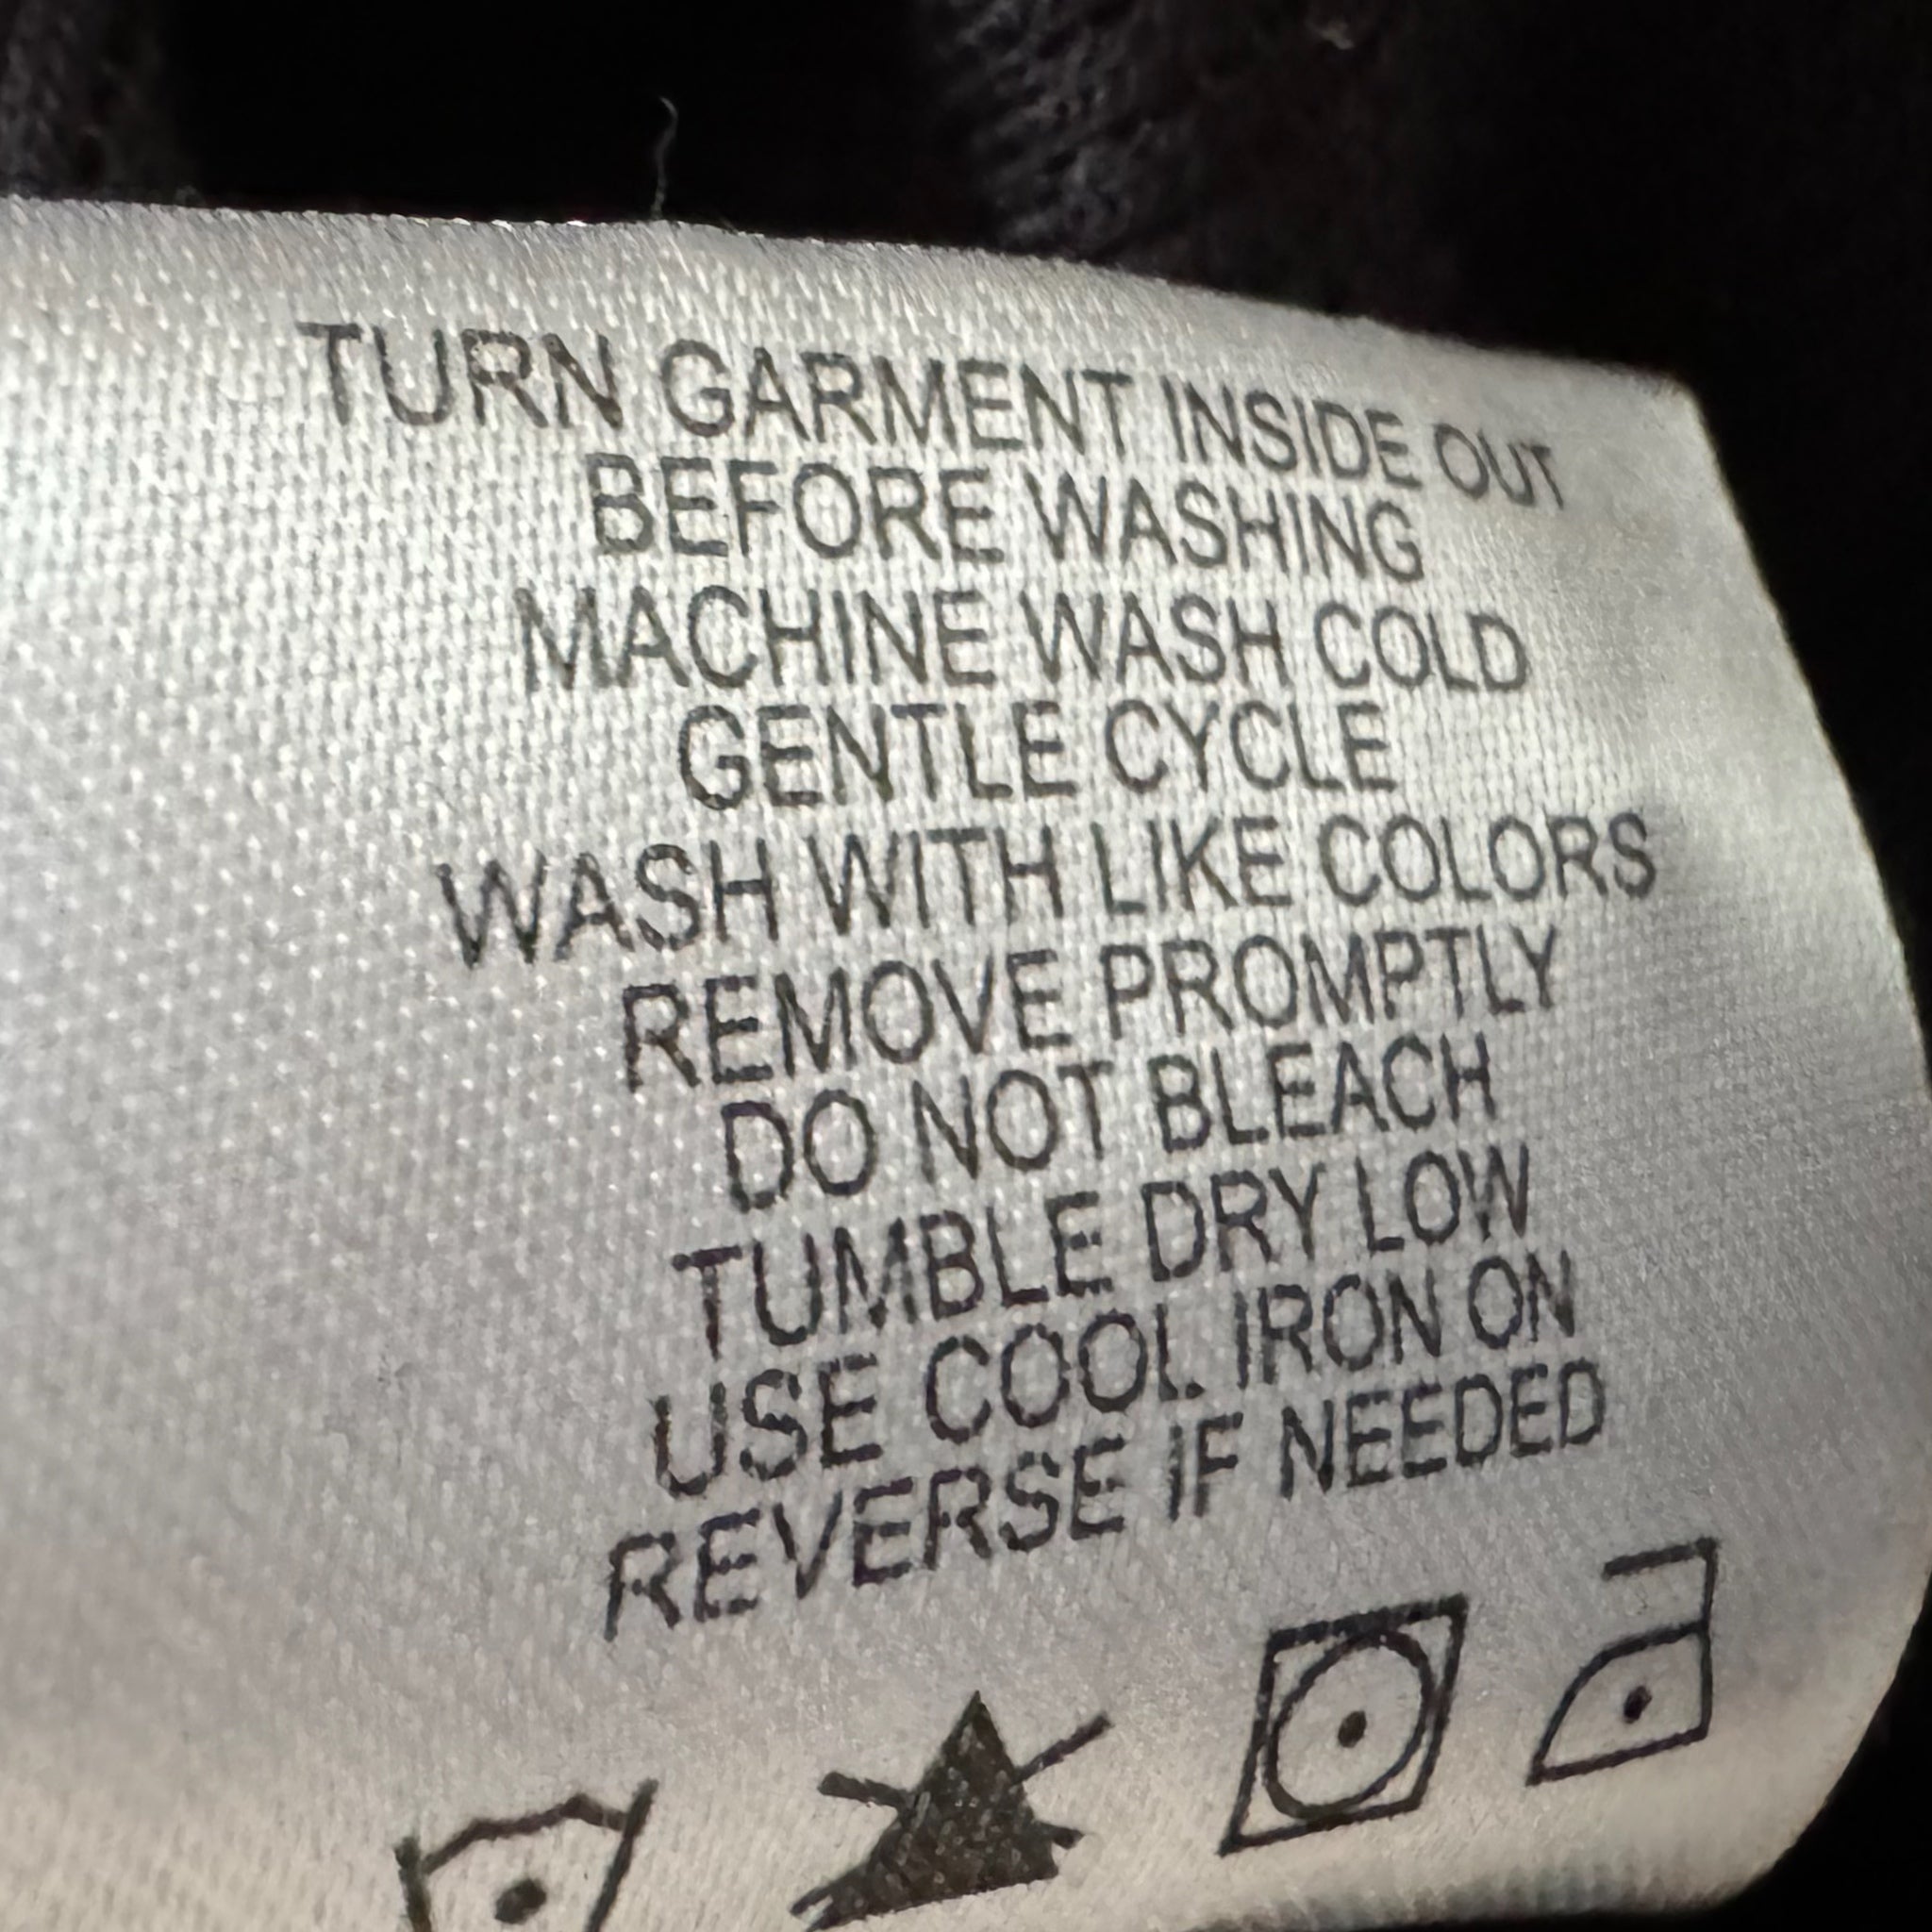 TURN GARMENT INSIDE OUT
BEFORE WASHING
MACHINE WASH COLD
GENTLE CYCLE
WASH WITH LIKE COLORS
REMOVE PROMPTLY
DO NOT BLEACH
TUMBLE DRY LOW
USE COOL IRON ON
REVERSE IF NEEDED